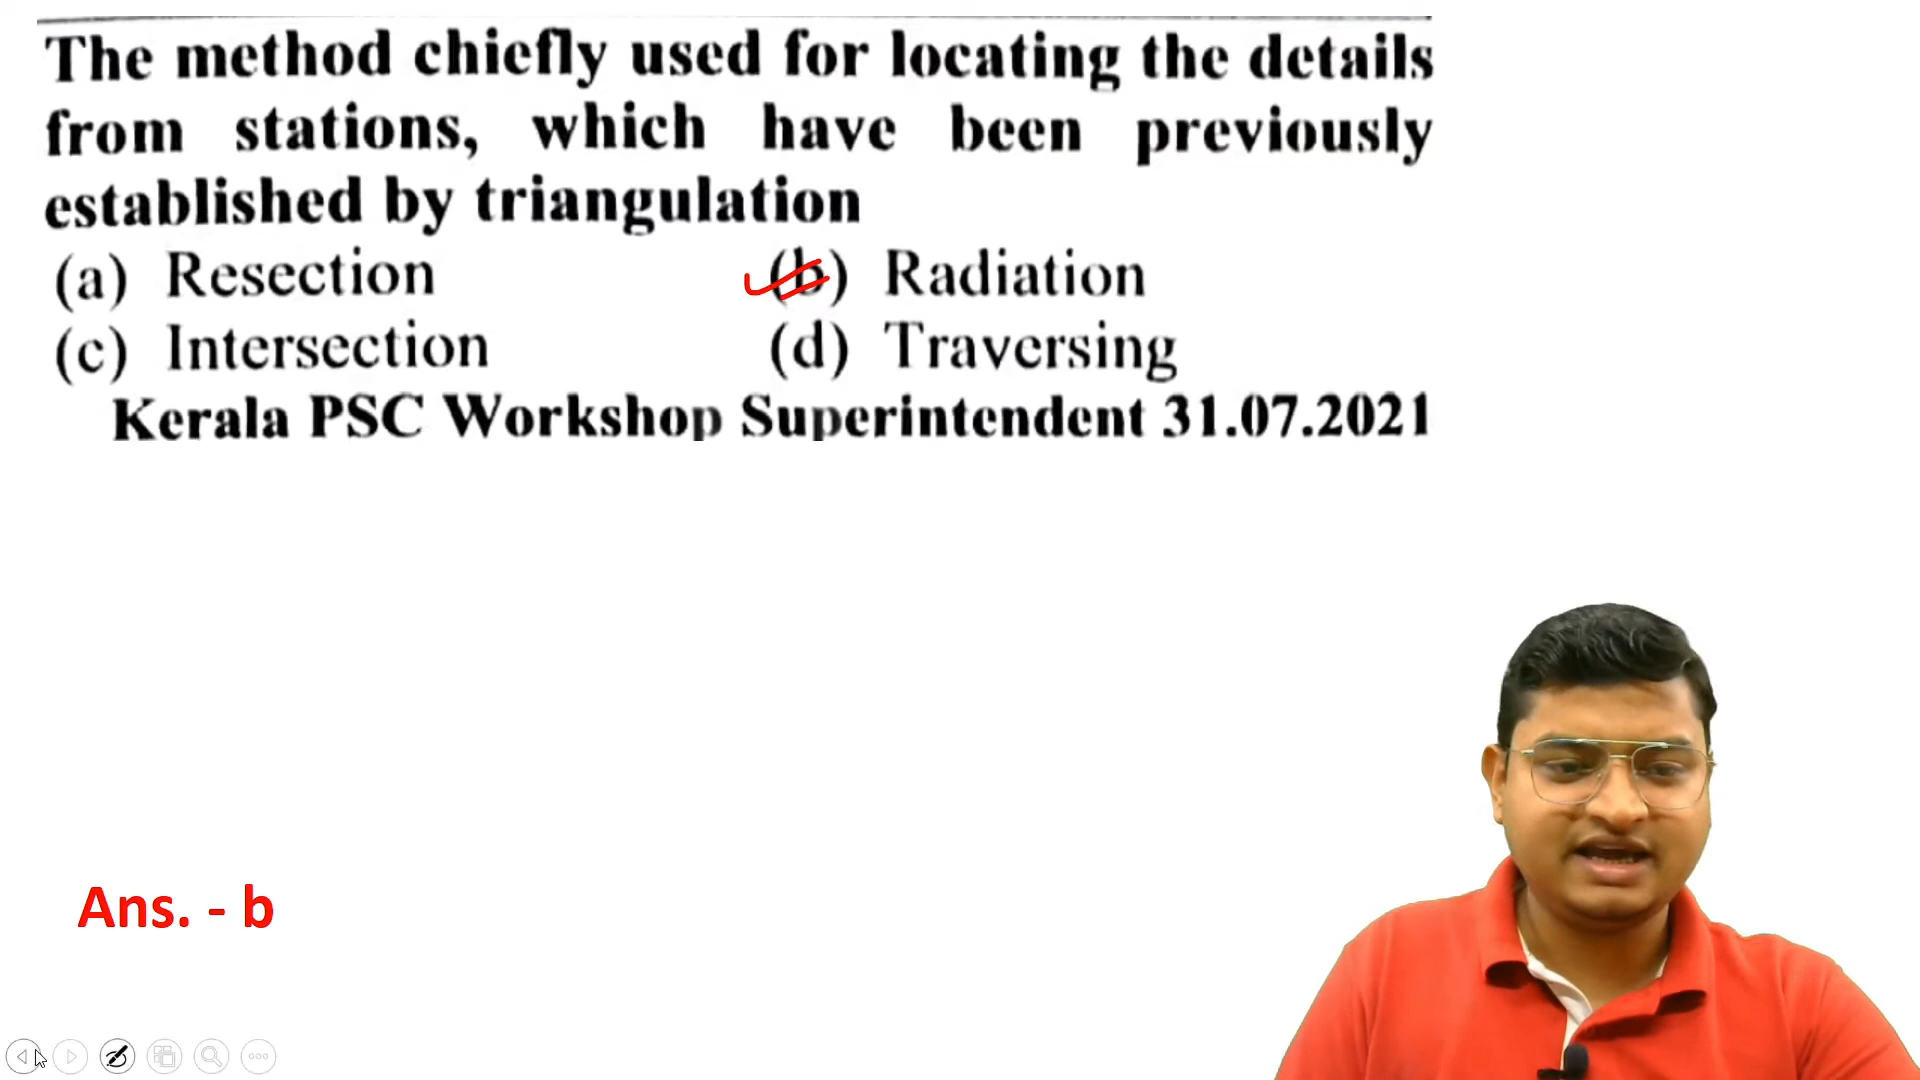 The method chiefly used for locating the details
from stations, which have been previously
established by triangulation
(a) Resection (b) Radiation
(c) Intersection (d) Traversing
Kerala PSC Workshop Superintendent 31.07.2021
Ans. - b